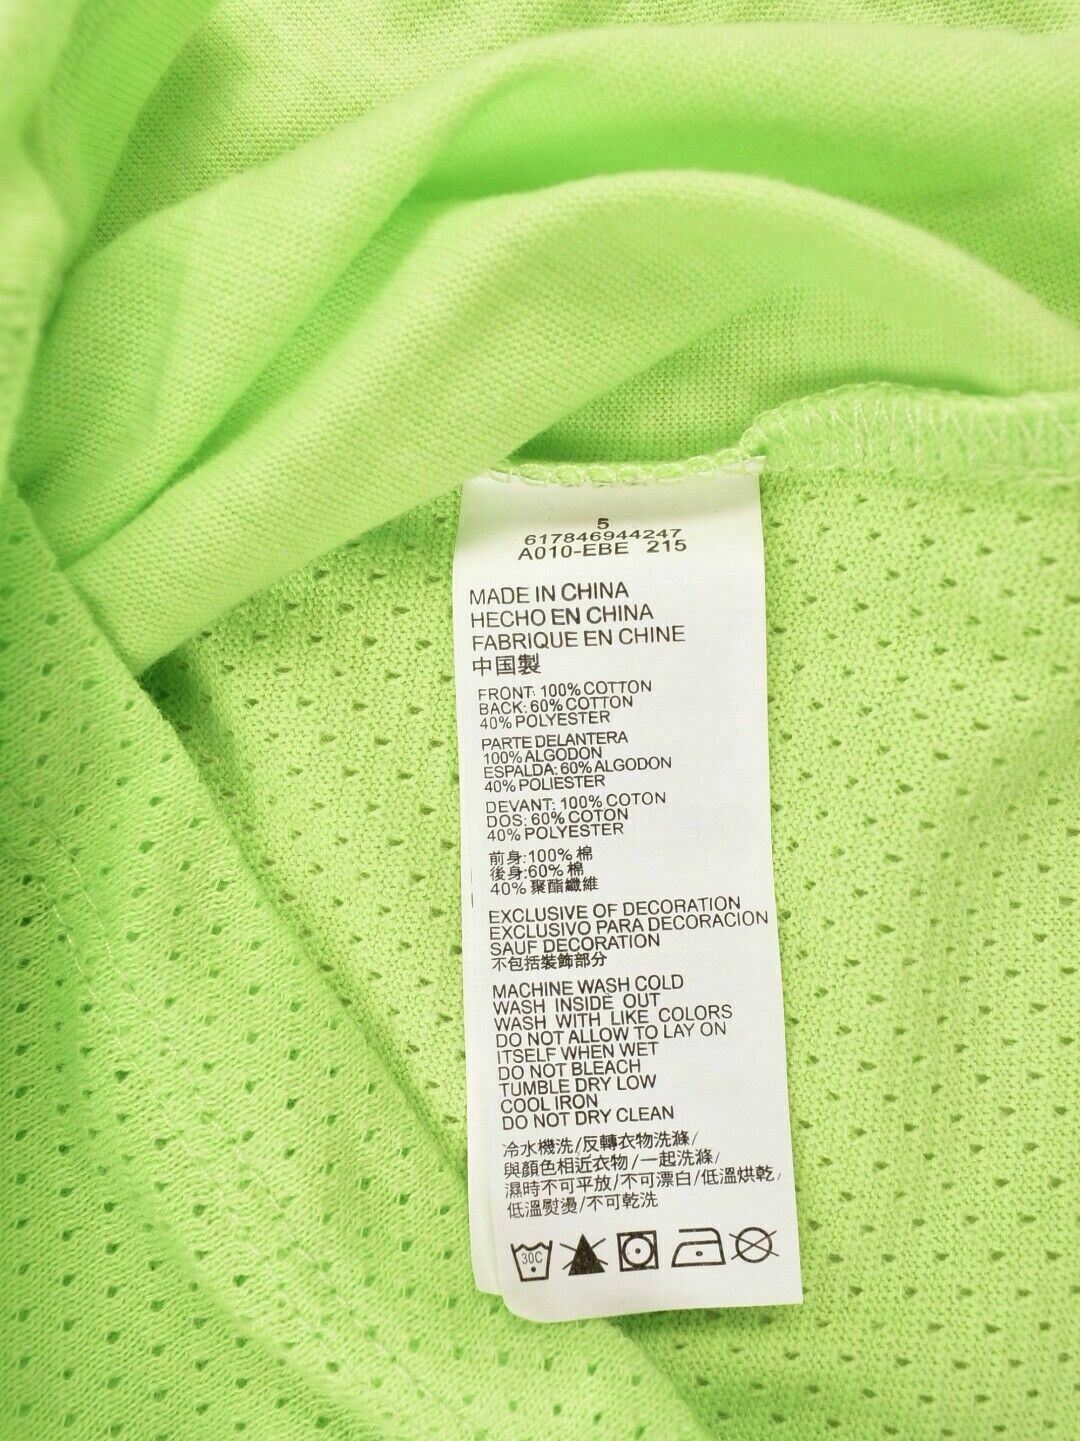 5
617846944247
A010-EBE 215
MADE IN CHINA
HECHO EN CHINA
FABRIQUE EN CHINE
中国製
FRONT: 100% COTTON
BACK: 60% COTTON
40% POLYESTER
PARTE DELANTERA
100% ALGODON
ESPALDA: 60% ALGODON
40% POLIESTER
DEVANT: 100% COTON
DOS: 60% COTON
40% POLYESTER
前身:100% 棉
後身:60% 棉
40% 聚酯纖維
EXCLUSIVE OF DECORATION
EXCLUSIVO PARA DECORACION
SAUF DECORATION
不包括裝飾部分
MACHINE WASH COLD
WASH INSIDE OUT
WASH WITH LIKE COLORS
DO NOT ALLOW TO LAY ON
ITSELF WHEN WET
DO NOT BLEACH
TUMBLE DRY LOW
COOL IRON
DO NOT DRY CLEAN
冷水機洗/反轉衣物洗滌/
與顏色相近衣物/一起洗滌/
濕時不可平放/不可漂白/低溫烘乾/
低溫熨燙/不可乾洗
30C